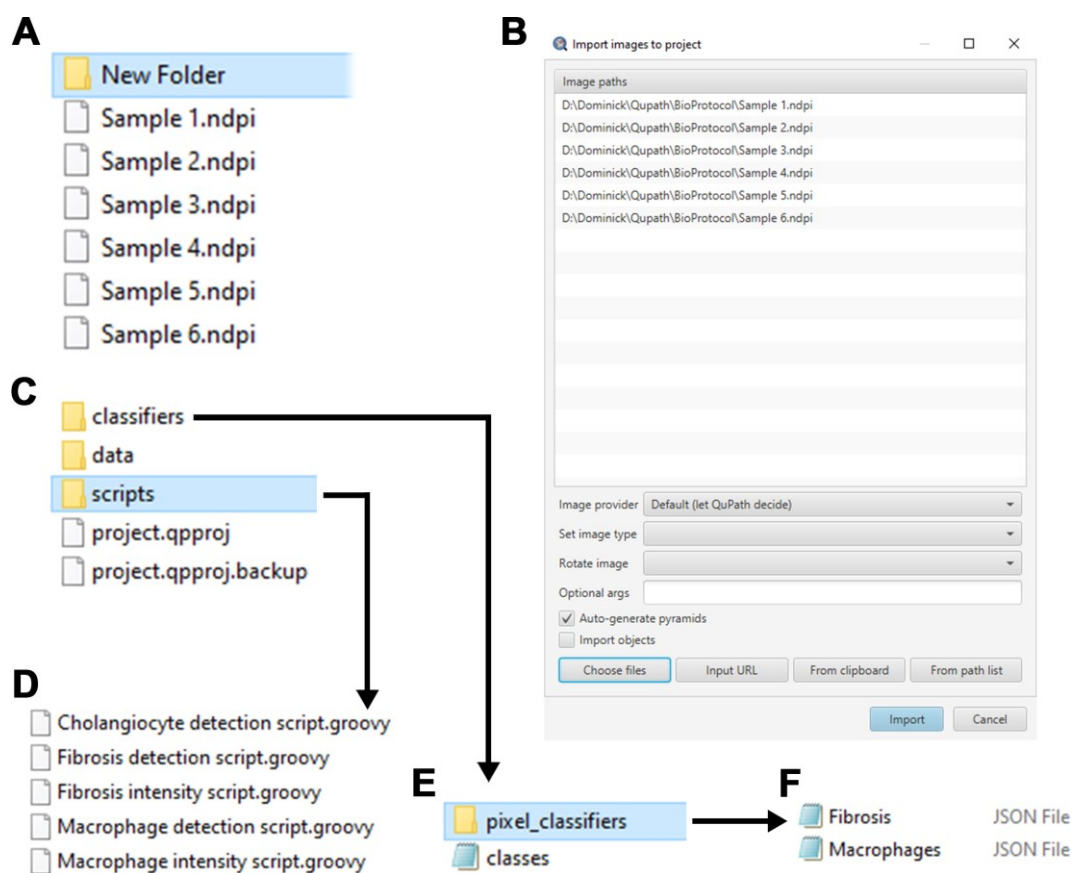 A
New Folder
Sample 1.ndpi
Sample 2.ndpi
Sample 3.ndpi
Sample 4.ndpi
Sample 5.ndpi
Sample 6.ndpi
B
Import images to project
Image paths
D:\Dominick\Qupath\BioProtocol\Sample 1.ndpi
D:\Dominick\Qupath\BioProtocol\Sample 2.ndpi
D:\Dominick\Qupath\BioProtocol\Sample 3.ndpi
D:\Dominick\Qupath\BioProtocol\Sample 4.ndpi
D:\Dominick\Qupath\BioProtocol\Sample 5.ndpi
D:\Dominick\Qupath\BioProtocol\Sample 6.ndpi
Image provider Default (let QuPath decide)
Set image type
Rotate image
Optional args
Auto-generate pyramids
Import objects
Choose files Input URL From clipboard From path list
Import Cancel
C
classifiers
data
scripts
project.qpproj
project.qpproj.backup
D
Cholangiocyte detection script.groovy
Fibrosis detection script.groovy
Fibrosis intensity script.groovy
Macrophage detection script.groovy
Macrophage intensity script.groovy
E
pixel_classifiers
classes
F
Fibrosis JSON File
Macrophages JSON File